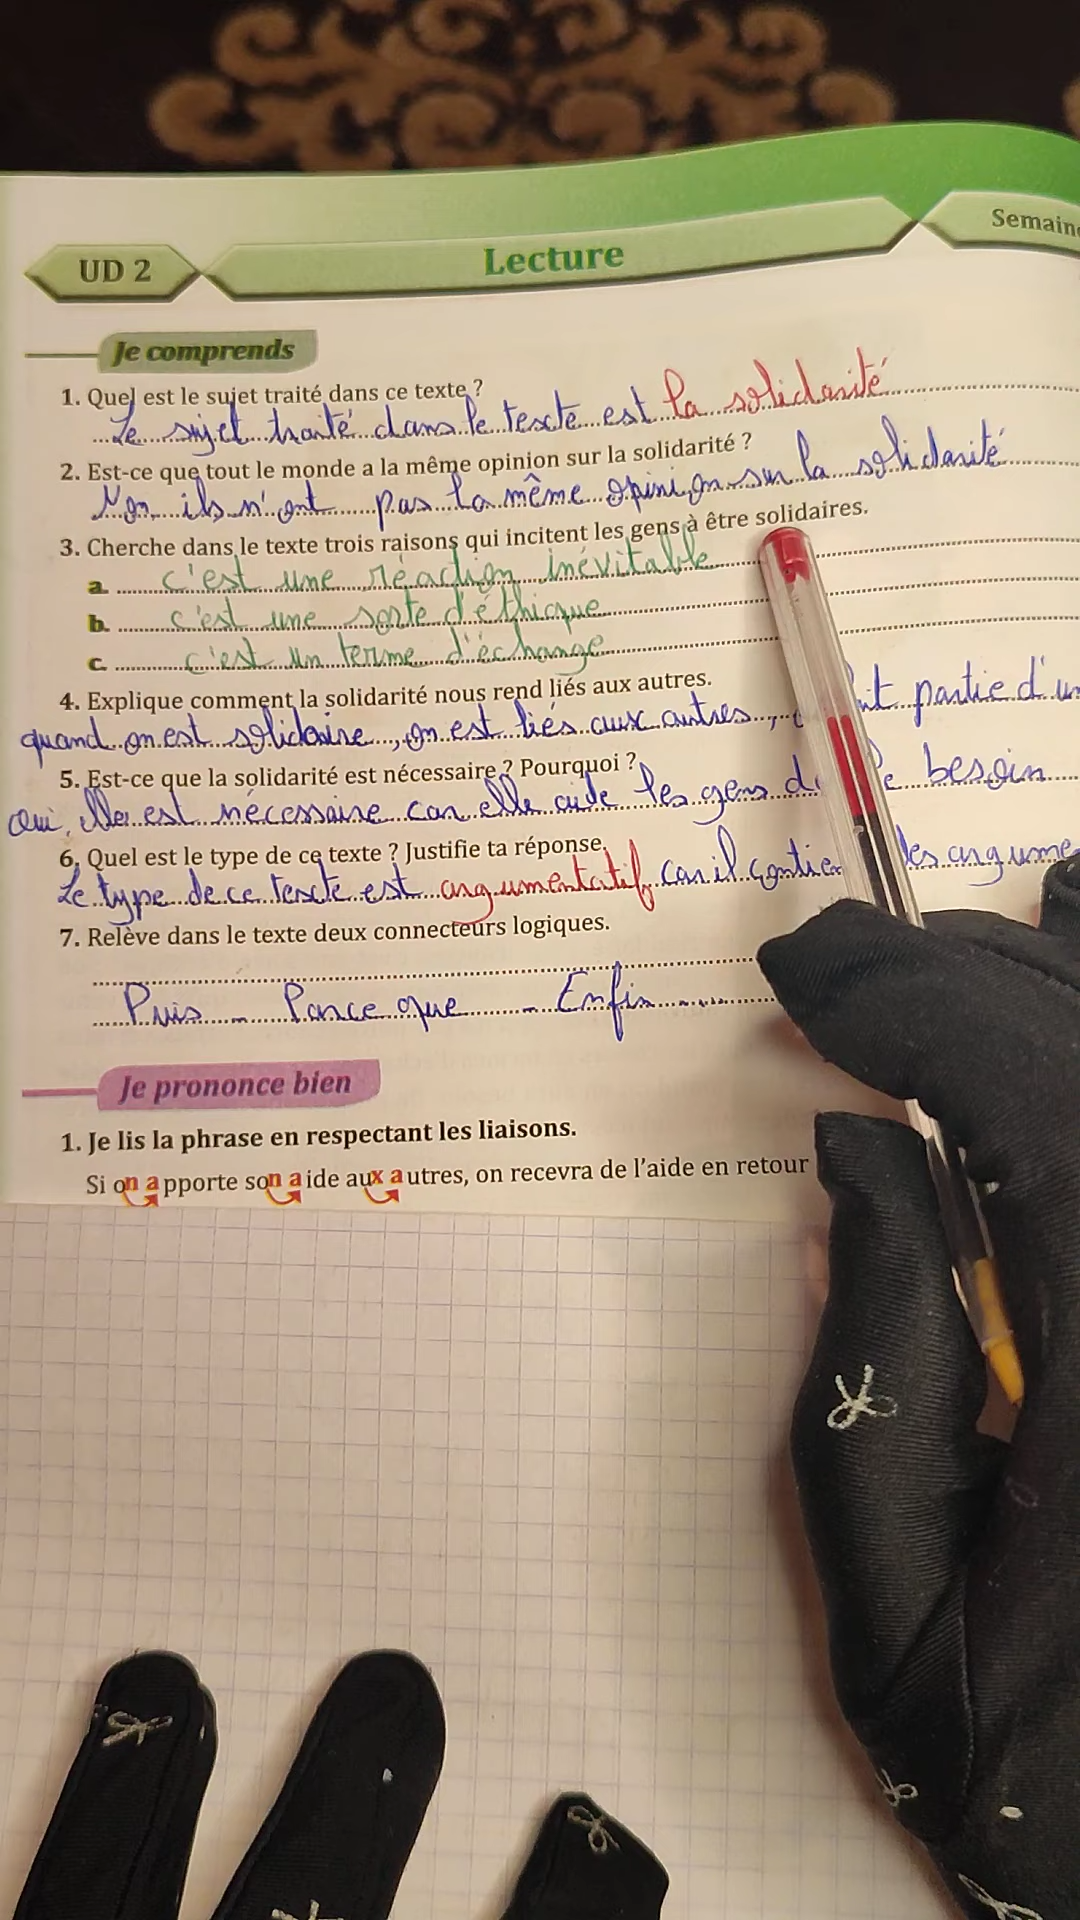 Semaine
UD 2
Lecture
Je comprends
1. Quel est le sujet traité dans ce texte ?
Le sujet traité dans le texte est la solidarité
2. Est-ce que tout le monde a la même opinion sur la solidarité ?
Non, ils n'ont pas la même opinion sur la solidarité
3. Cherche dans le texte trois raisons qui incitent les gens à être solidaires.
a. c'est une réaction inévitable
b. c'est une sorte d'éthique
c. c'est un terme d'échange
4. Explique comment la solidarité nous rend liés aux autres.
quand on est solidaire, on est liés aux autres, partie d'un
5. Est-ce que la solidarité est nécessaire ? Pourquoi ?
oui, elle est nécessaire car elle aide les gens besoin
6. Quel est le type de ce texte ? Justifie ta réponse.
Le type de ce texte est argumentatif car il contien les argume
7. Relève dans le texte deux connecteurs logiques.
Puis - Parce que - Enfin
Je prononce bien
1. Je lis la phrase en respectant les liaisons.
Si on apporte son aide aux autres, on recevra de l'aide en retour